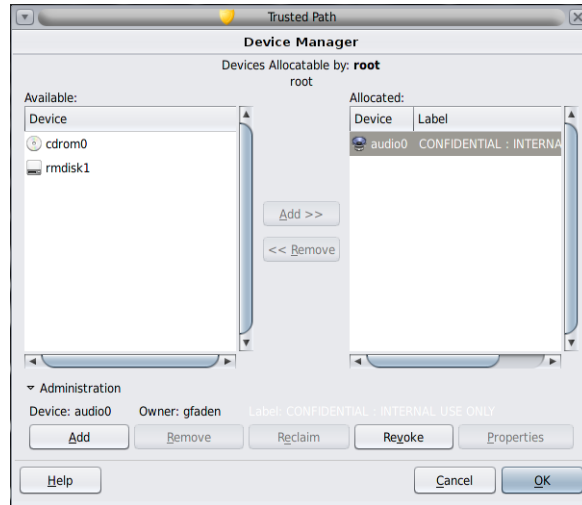 Trusted Path
Device Manager
Devices Allocatable by: root
root
Available:
Device
cdrom0
rmdisk1
Add >>
<< Remove
Allocated:
Device Label
audio0 CONFIDENTIAL : INTERNA
Administration
Device: audio0 Owner: gfaden Label: CONFIDENTIAL : INTERNAL USE ONLY
Add Remove Reclaim Revoke Properties
Help Cancel OK